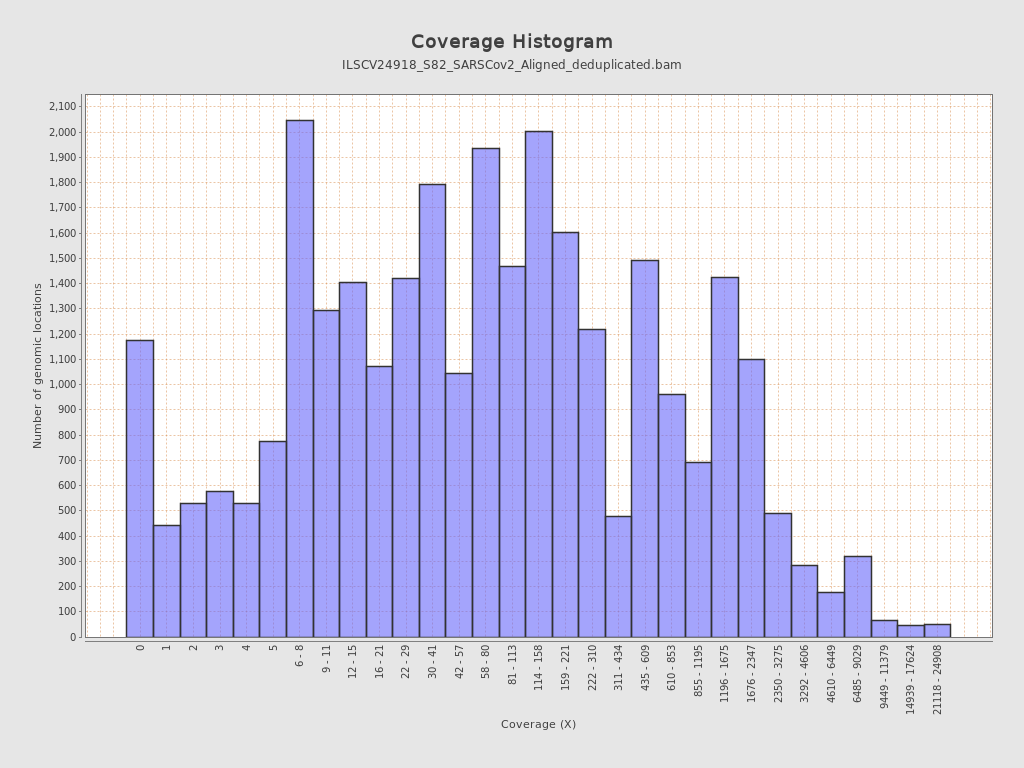 Coverage Histogram
ILSCV24918_S82_SARSCov2_Aligned_deduplicated.bam
Number of genomic locations
2,100
2,000
1,900
1,800
1,700
1,600
1,500
1,400
1,300
1,200
1,100
1,000
900
800
700
600
500
400
300
200
100
0
0
1
2
3
4
5
6 - 8
9 - 11
12 - 15
16 - 21
22 - 29
30 - 41
42 - 57
58 - 80
81 - 113
114 - 158
159 - 221
222 - 310
311 - 434
435 - 609
610 - 853
855 - 1195
1196 - 1675
1676 - 2347
2350 - 3275
3292 - 4606
4610 - 6449
6485 - 9029
9449 - 11379
14939 - 17624
21118 - 24908
Coverage (X)